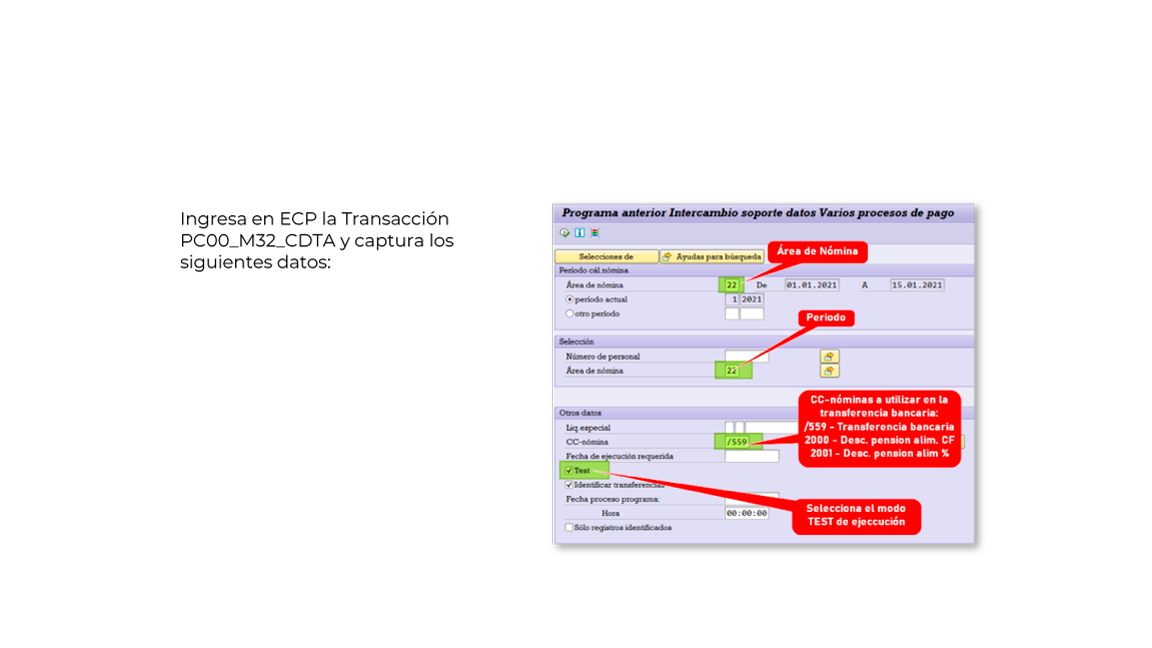 Ingresa en ECP la Transacción
PC00_M32_CDTA y captura los
siguientes datos:
Programa anterior Intercambio soporte datos Varios procesos de pago
Selecciones de
Ayudas para búsqueda
Área de Nómina
Período cál.nómina
Área de nómina 22 De 01.01.2021 A 15.01.2021
período actual 1 2021
otro período
Periodo
Selección
Número de personal
Área de nómina 22
CC-nóminas a utilizar en la
transferencia bancaria:
/559 - Transferencia bancaria
2000 - Desc. pension alim. CF
2001 - Desc. pension alim %
Otros datos
Liq.especial
CC-nómina /559
Fecha de ejecución requerida
Test
Identificar transferencias
Fecha proceso programa:
Hora 00:00:00
Sólo registros identificados
Selecciona el modo
TEST de ejeccución